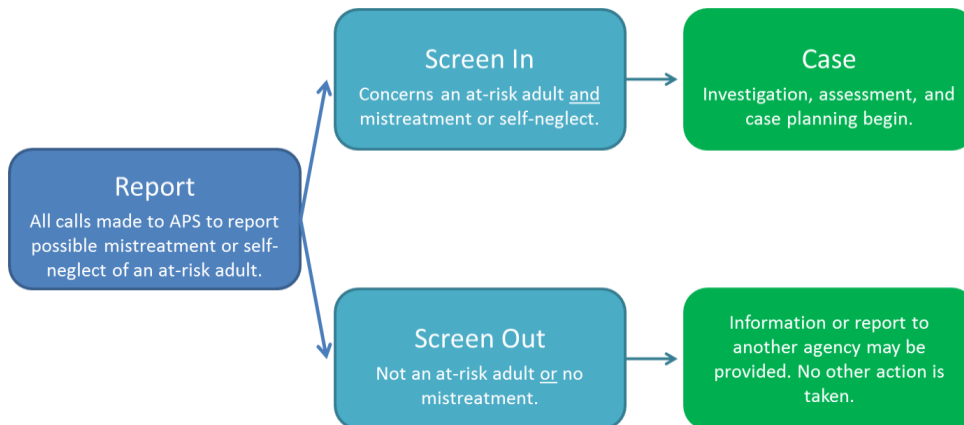 Report
All calls made to APS to report
possible mistreatment or self-
neglect of an at-risk adult.
Screen In
Concerns an at-risk adult and
mistreatment or self-neglect.
Case
Investigation, assessment, and
case planning begin.
Screen Out
Not an at-risk adult or no
mistreatment.
Information or report to
another agency may be
provided. No other action is
taken.